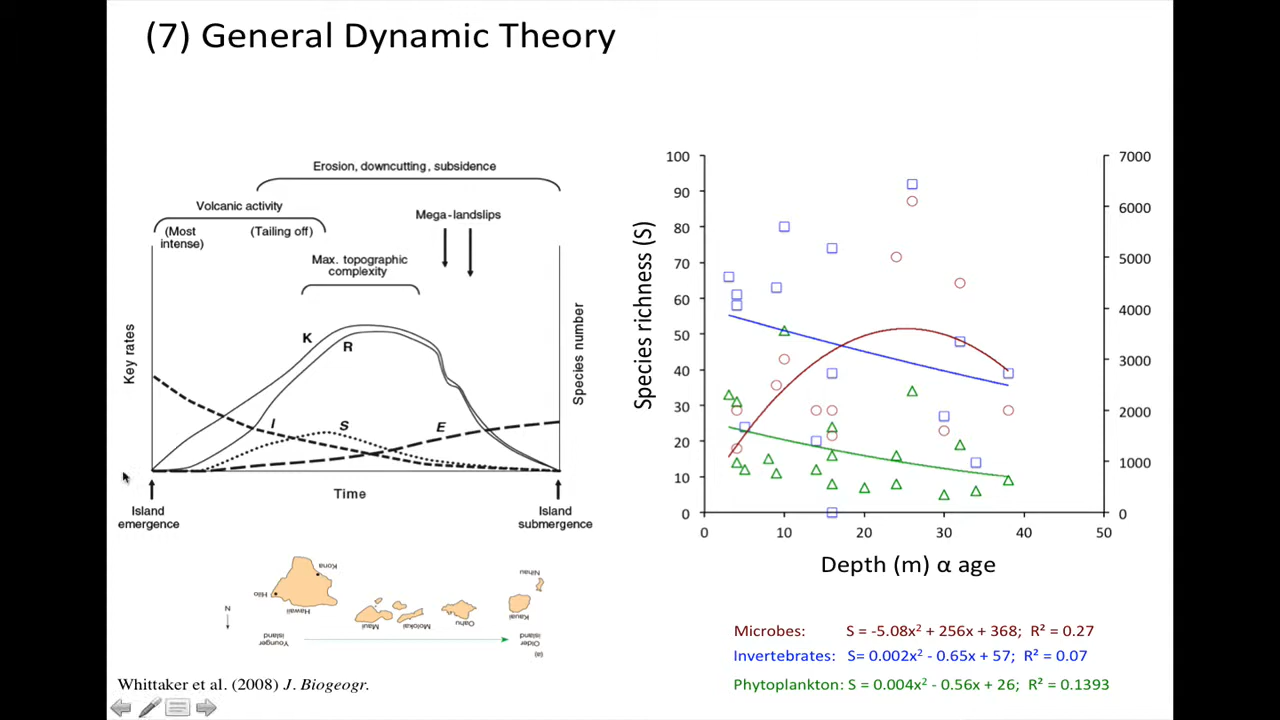 (7) General Dynamic Theory
Erosion, downcutting, subsidence
Volcanic activity
(Most intense)
(Tailing off)
Mega-landslips
Max. topographic
complexity
Key rates
K
R
I
S
E
Species number
Time
Island
emergence
Island
submergence
Kona
Hilo
Hawaii
Maui
Molokai
Oahu
Kauai
Niihau
N
Younger
island
Older
island
(a)
Whittaker et al. (2008) J. Biogeogr.
Species richness (S)
100
90
80
70
60
50
40
30
20
10
0
7000
6000
5000
4000
3000
2000
1000
0
0 10 20 30 40 50
Depth (m) α age
Microbes: S = -5.08x² + 256x + 368; R² = 0.27
Invertebrates: S= 0.002x² - 0.65x + 57; R² = 0.07
Phytoplankton: S = 0.004x² - 0.56x + 26; R² = 0.1393